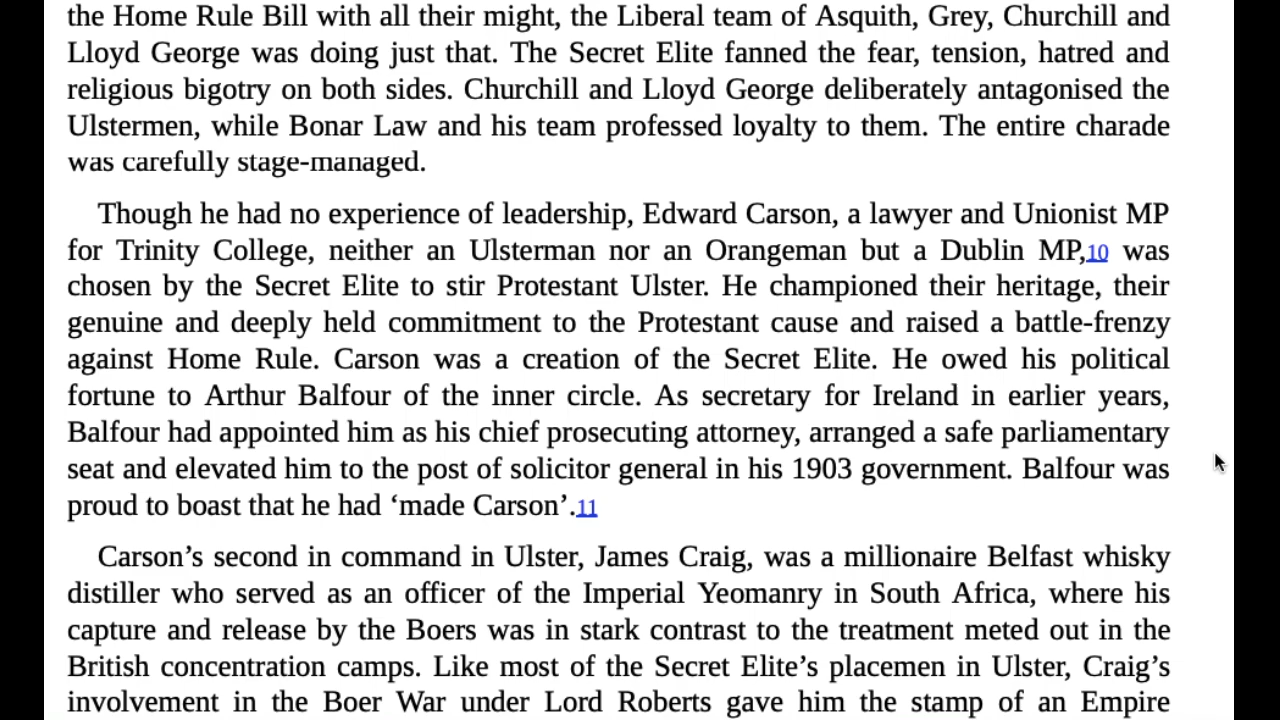 the Home Rule Bill with all their might, the Liberal team of Asquith, Grey, Churchill and
Lloyd George was doing just that. The Secret Elite fanned the fear, tension, hatred and
religious bigotry on both sides. Churchill and Lloyd George deliberately antagonised the
Ulstermen, while Bonar Law and his team professed loyalty to them. The entire charade
was carefully stage-managed.
Though he had no experience of leadership, Edward Carson, a lawyer and Unionist MP
for Trinity College, neither an Ulsterman nor an Orangeman but a Dublin MP,10 was
chosen by the Secret Elite to stir Protestant Ulster. He championed their heritage, their
genuine and deeply held commitment to the Protestant cause and raised a battle-frenzy
against Home Rule. Carson was a creation of the Secret Elite. He owed his political
fortune to Arthur Balfour of the inner circle. As secretary for Ireland in earlier years,
Balfour had appointed him as his chief prosecuting attorney, arranged a safe parliamentary
seat and elevated him to the post of solicitor general in his 1903 government. Balfour was
proud to boast that he had ‘made Carson’.11
Carson’s second in command in Ulster, James Craig, was a millionaire Belfast whisky
distiller who served as an officer of the Imperial Yeomanry in South Africa, where his
capture and release by the Boers was in stark contrast to the treatment meted out in the
British concentration camps. Like most of the Secret Elite’s placemen in Ulster, Craig’s
involvement in the Boer War under Lord Roberts gave him the stamp of an Empire